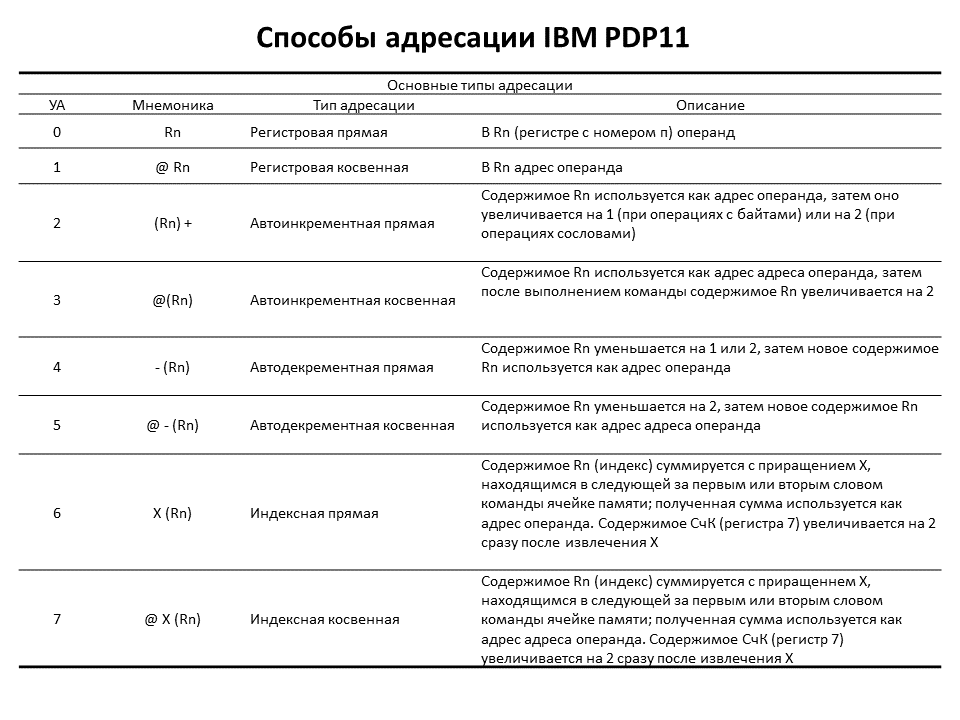 Способы адресации IBM PDP11
Основные типы адресации
УА Мнемоника Тип адресации Описание
0 Rn Регистровая прямая В Rn (регистре с номером п) операнд
1 @ Rn Регистровая косвенная В Rn адрес операнда
2 (Rn) + Автоинкрементная прямая Содержимое Rn используется как адрес операнда, затем оно
увеличивается на 1 (при операциях с байтами) или на 2 (при
операциях сословами)
3 @(Rn) Автоинкрементная косвенная Содержимое Rn используется как адрес адреса операнда, затем
после выполнением команды содержимое Rn увеличивается на 2
4 - (Rn) Автодекрементная прямая Содержимое Rn уменьшается на 1 или 2, затем новое содержимое
Rn используется как адрес операнда
5 @ - (Rn) Автодекрементная косвенная Содержимое Rn уменьшается на 2, затем новое содержимое Rn
используется как адрес адреса операнда
6 X (Rn) Индексная прямая Содержимое Rn (индекс) суммируется с приращением X,
находящимся в следующей за первым или вторым словом
команды ячейке памяти; полученная сумма используется как
адрес операнда. Содержимое СчК (регистра 7) увеличивается на 2
сразу после извлечения X
7 @ X (Rn) Индексная косвенная Содержимое Rn (индекс) суммируется с приращеннем X,
находящимся в следующей за первым или вторым словом
команды ячейке памяти; полученная сумма используется как
адрес адреса операнда. Содержимое СчК (регистр 7)
увеличивается на 2 сразу после извлечения X